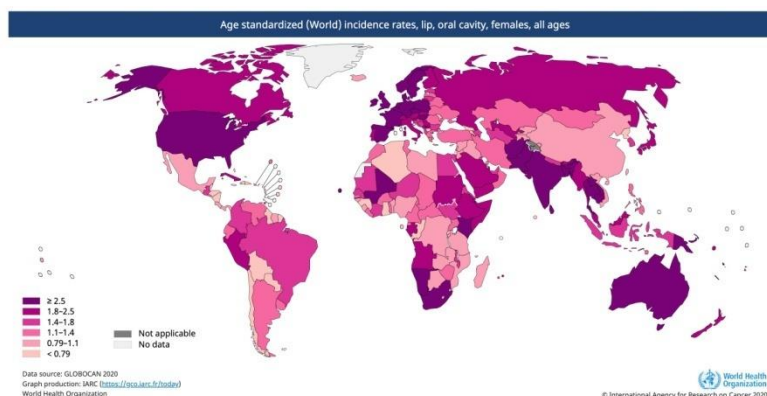 Age standardized (World) incidence rates, lip, oral cavity, females, all ages
≥ 2.5
1.8–2.5
1.4–1.8
1.1–1.4
0.79–1.1
< 0.79
Not applicable
No data
Data source: GLOBOCAN 2020
Graph production: IARC (https://gco.iarc.fr/today)
World Health Organization
World Health
Organization
© International Agency for Research on Cancer 2020